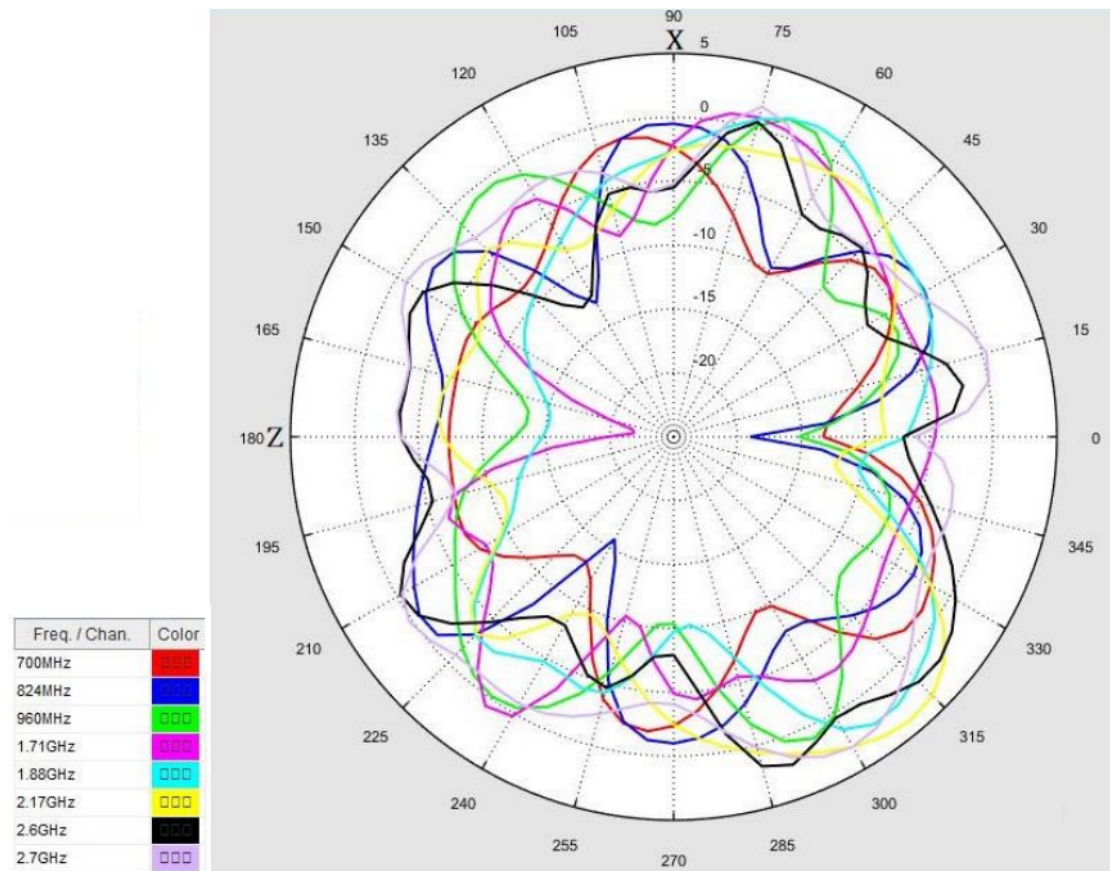 90
X
5
105
75
120
60
0
135
45
-5
150
30
-10
-15
165
15
-20
180 Z
0
195
345
210
330
225
315
240
300
255
285
270
Freq. / Chan. Color
700MHz □□□
824MHz □□□
960MHz □□□
1.71GHz □□□
1.88GHz □□□
2.17GHz □□□
2.6GHz □□□
2.7GHz □□□